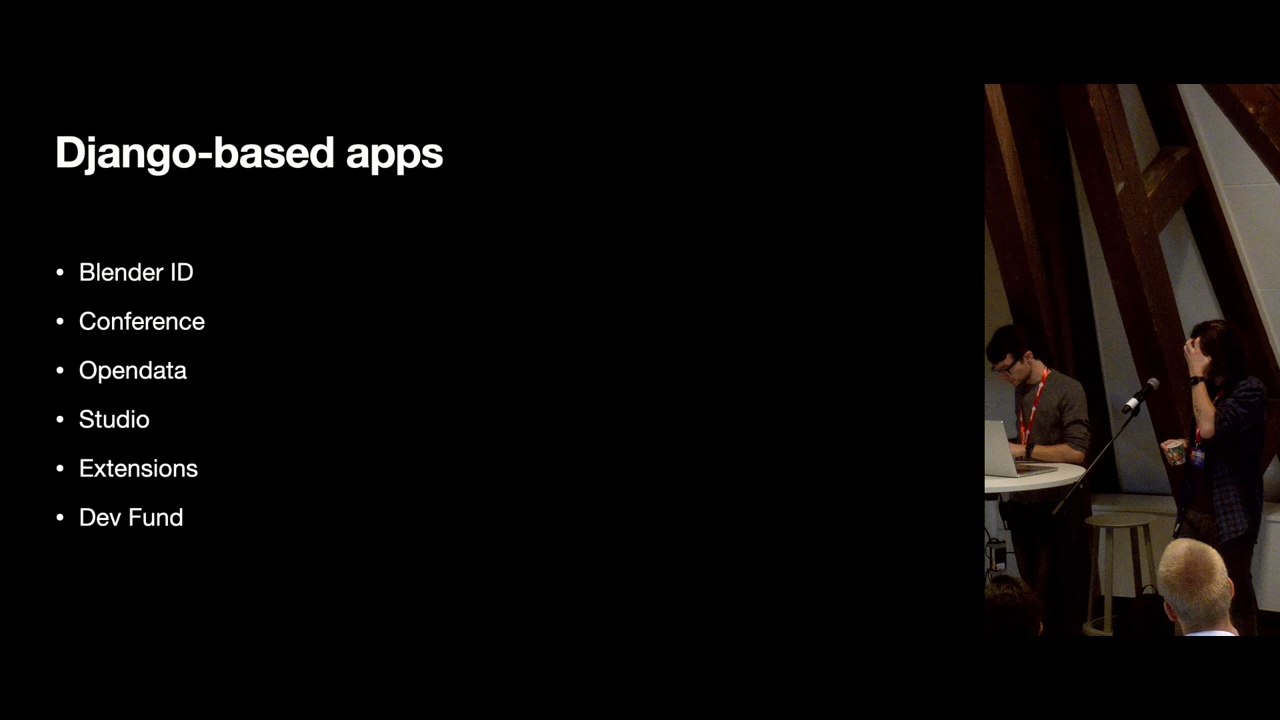 Django-based apps
• Blender ID
• Conference
• Opendata
• Studio
• Extensions
• Dev Fund